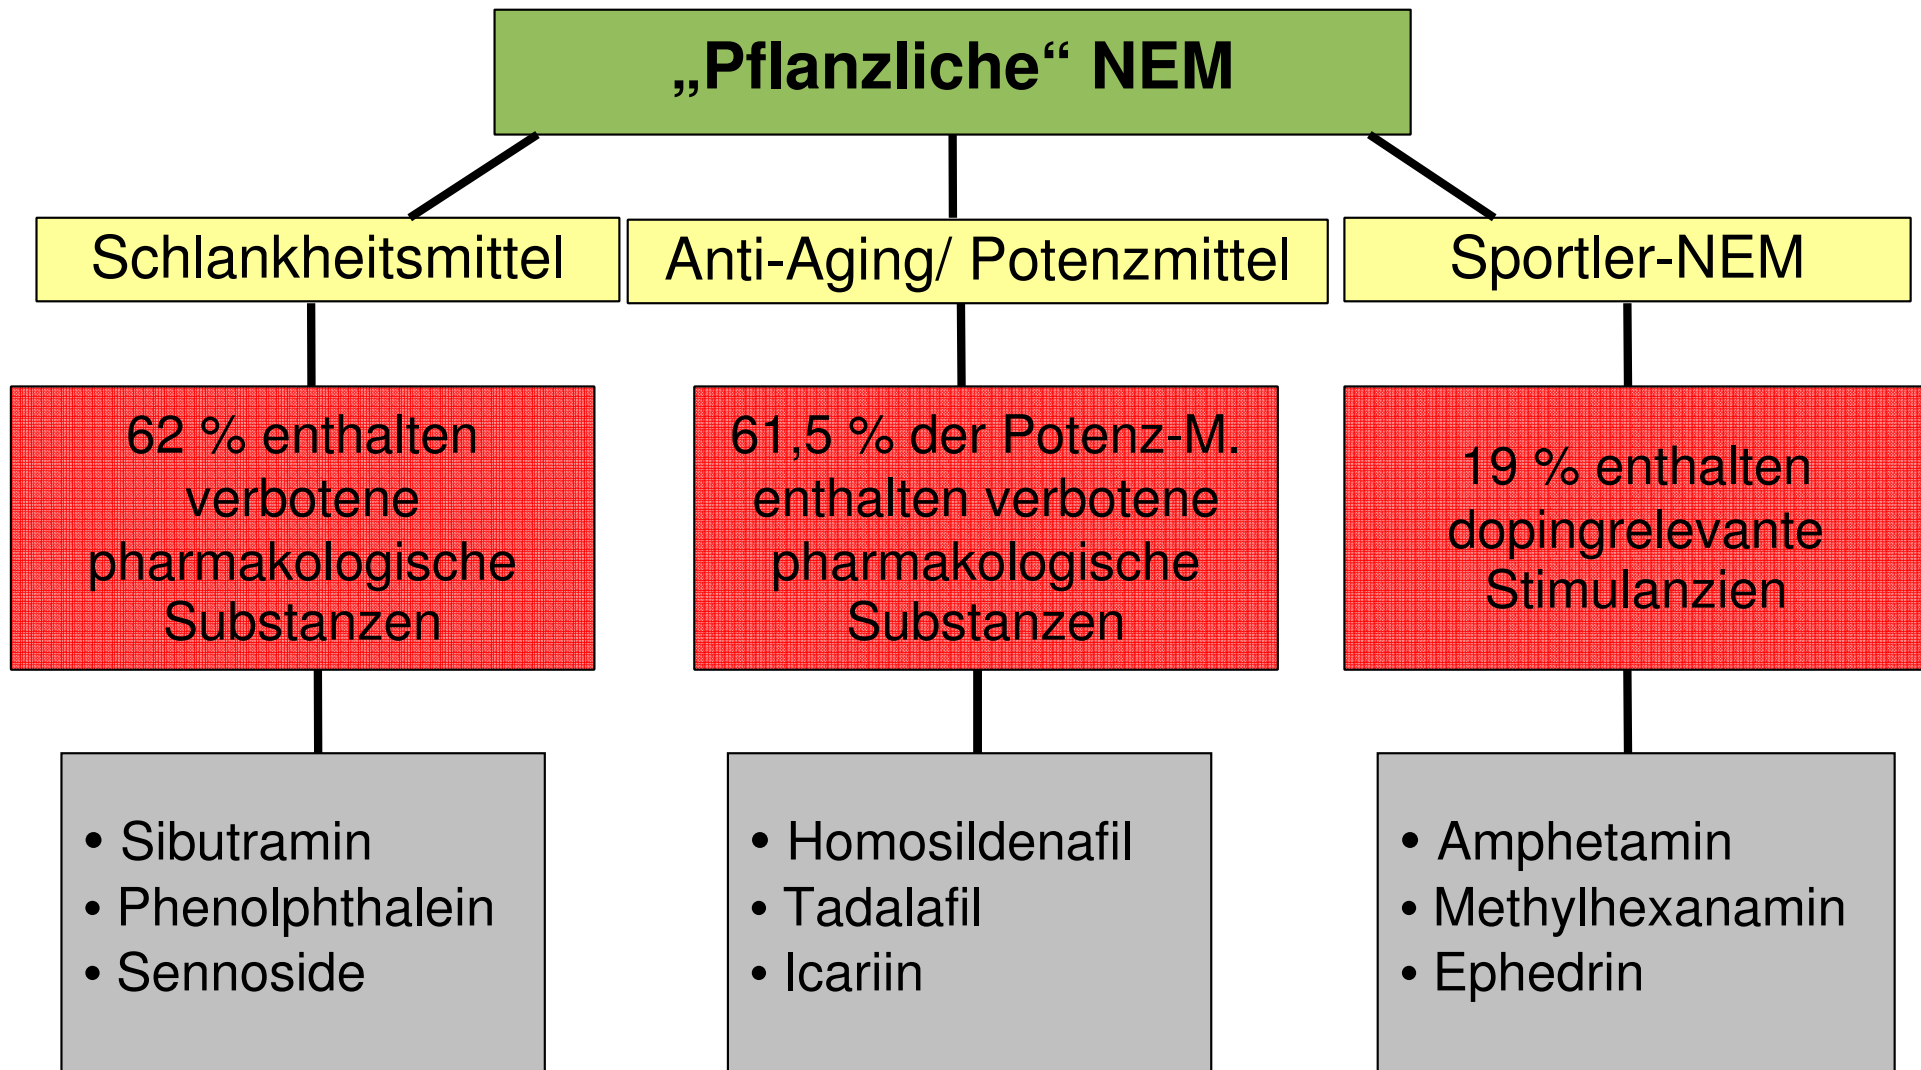 „Pflanzliche“ NEM
Schlankheitsmittel
Anti-Aging/ Potenzmittel
Sportler-NEM
62 % enthalten
verbotene
pharmakologische
Substanzen
61,5 % der Potenz-M.
enthalten verbotene
pharmakologische
Substanzen
19 % enthalten
dopingrelevante
Stimulanzien
• Sibutramin
• Phenolphthalein
• Sennoside
• Homosildenafil
• Tadalafil
• Icariin
• Amphetamin
• Methylhexanamin
• Ephedrin